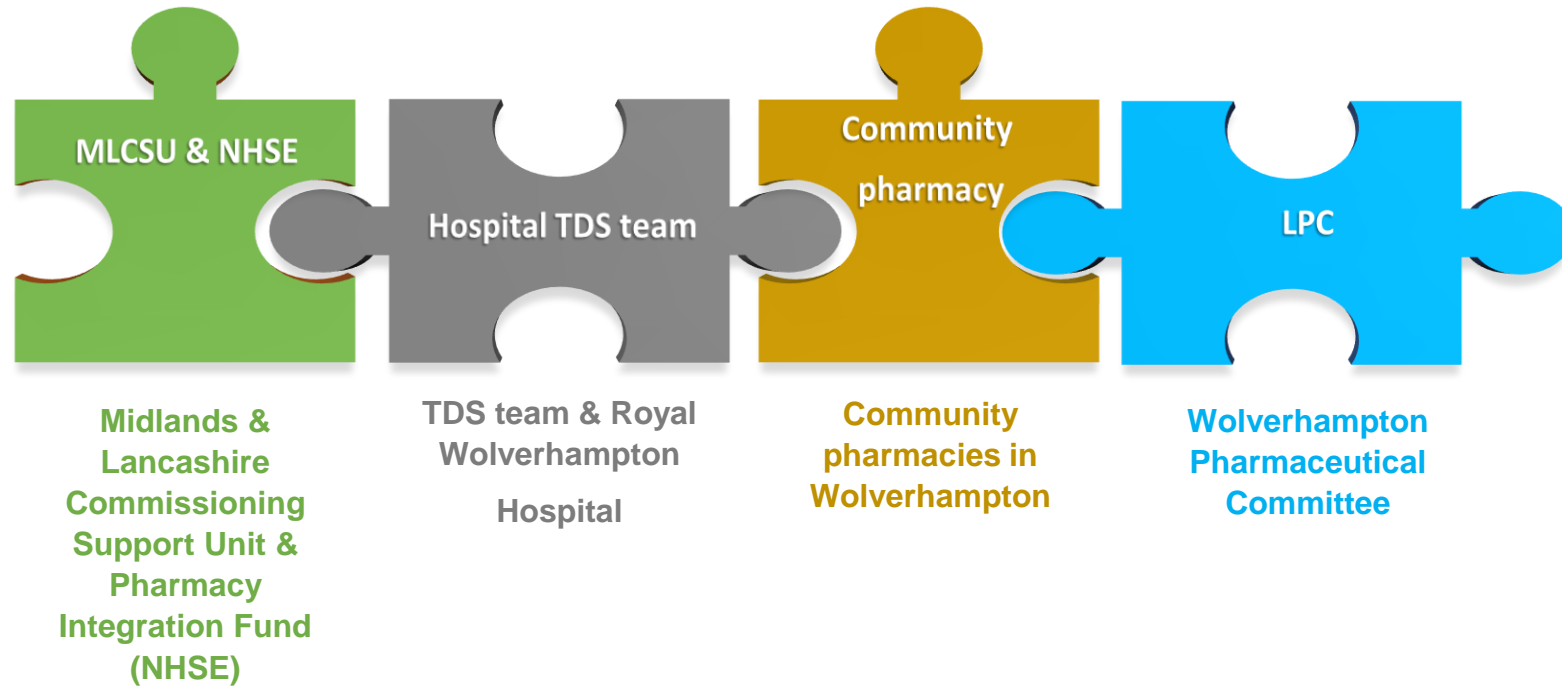 MLCSU & NHSE
Hospital TDS team
Community
pharmacy
LPC
Midlands &
Lancashire
Commissioning
Support Unit &
Pharmacy
Integration Fund
(NHSE)
TDS team & Royal
Wolverhampton
Hospital
Community
pharmacies in
Wolverhampton
Wolverhampton
Pharmaceutical
Committee